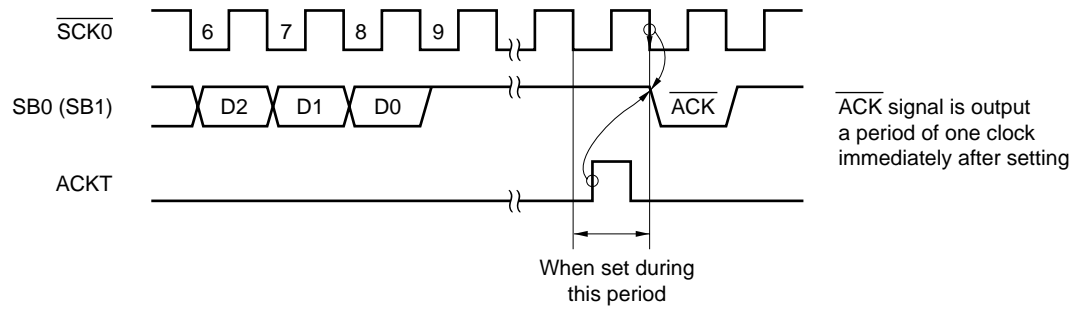 SCK0
6 7 8 9
SB0 (SB1)
D2 D1 D0 ACK
ACK signal is output
a period of one clock
immediately after setting
ACKT
When set during
this period